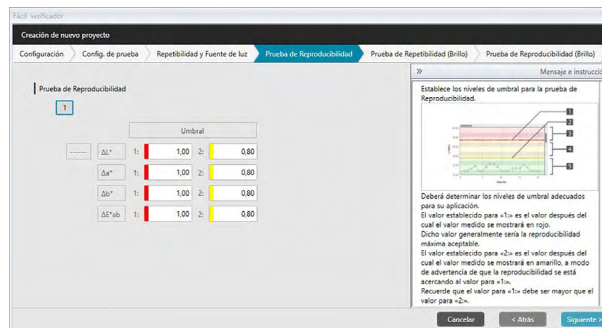 Fácil verificador
Creación de nuevo proyecto
Configuración
Config. de prueba
Repetibilidad y Fuente de luz
Prueba de Reproducibilidad
Prueba de Repetibilidad (Brillo)
Prueba de Reproducibilidad (Brillo)
» Mensaje e instrucció
Prueba de Reproducibilidad
1
Umbral
------ ΔL* 1: 1,00 2: 0,80
Δa* 1: 1,00 2: 0,80
Δb* 1: 1,00 2: 0,80
ΔE*ab 1: 1,00 2: 0,80
Establece los niveles de umbral para la prueba de
Reproducibilidad.
1
2
3
4
5
Deberá determinar los niveles de umbral adecuados
para su aplicación.
El valor establecido para «1:» es el valor después del
cual el valor medido se mostrará en rojo.
Dicho valor generalmente sería la reproducibilidad
máxima aceptable.
El valor establecido para «2:» es el valor después del
cual el valor medido se mostrará en amarillo, a modo
de advertencia de que la reproducibilidad se está
acercando al valor para «1:».
Recuerde que el valor para «1:» debe ser mayor que el
valor para «2:».
Cancelar
< Atrás
Siguiente >